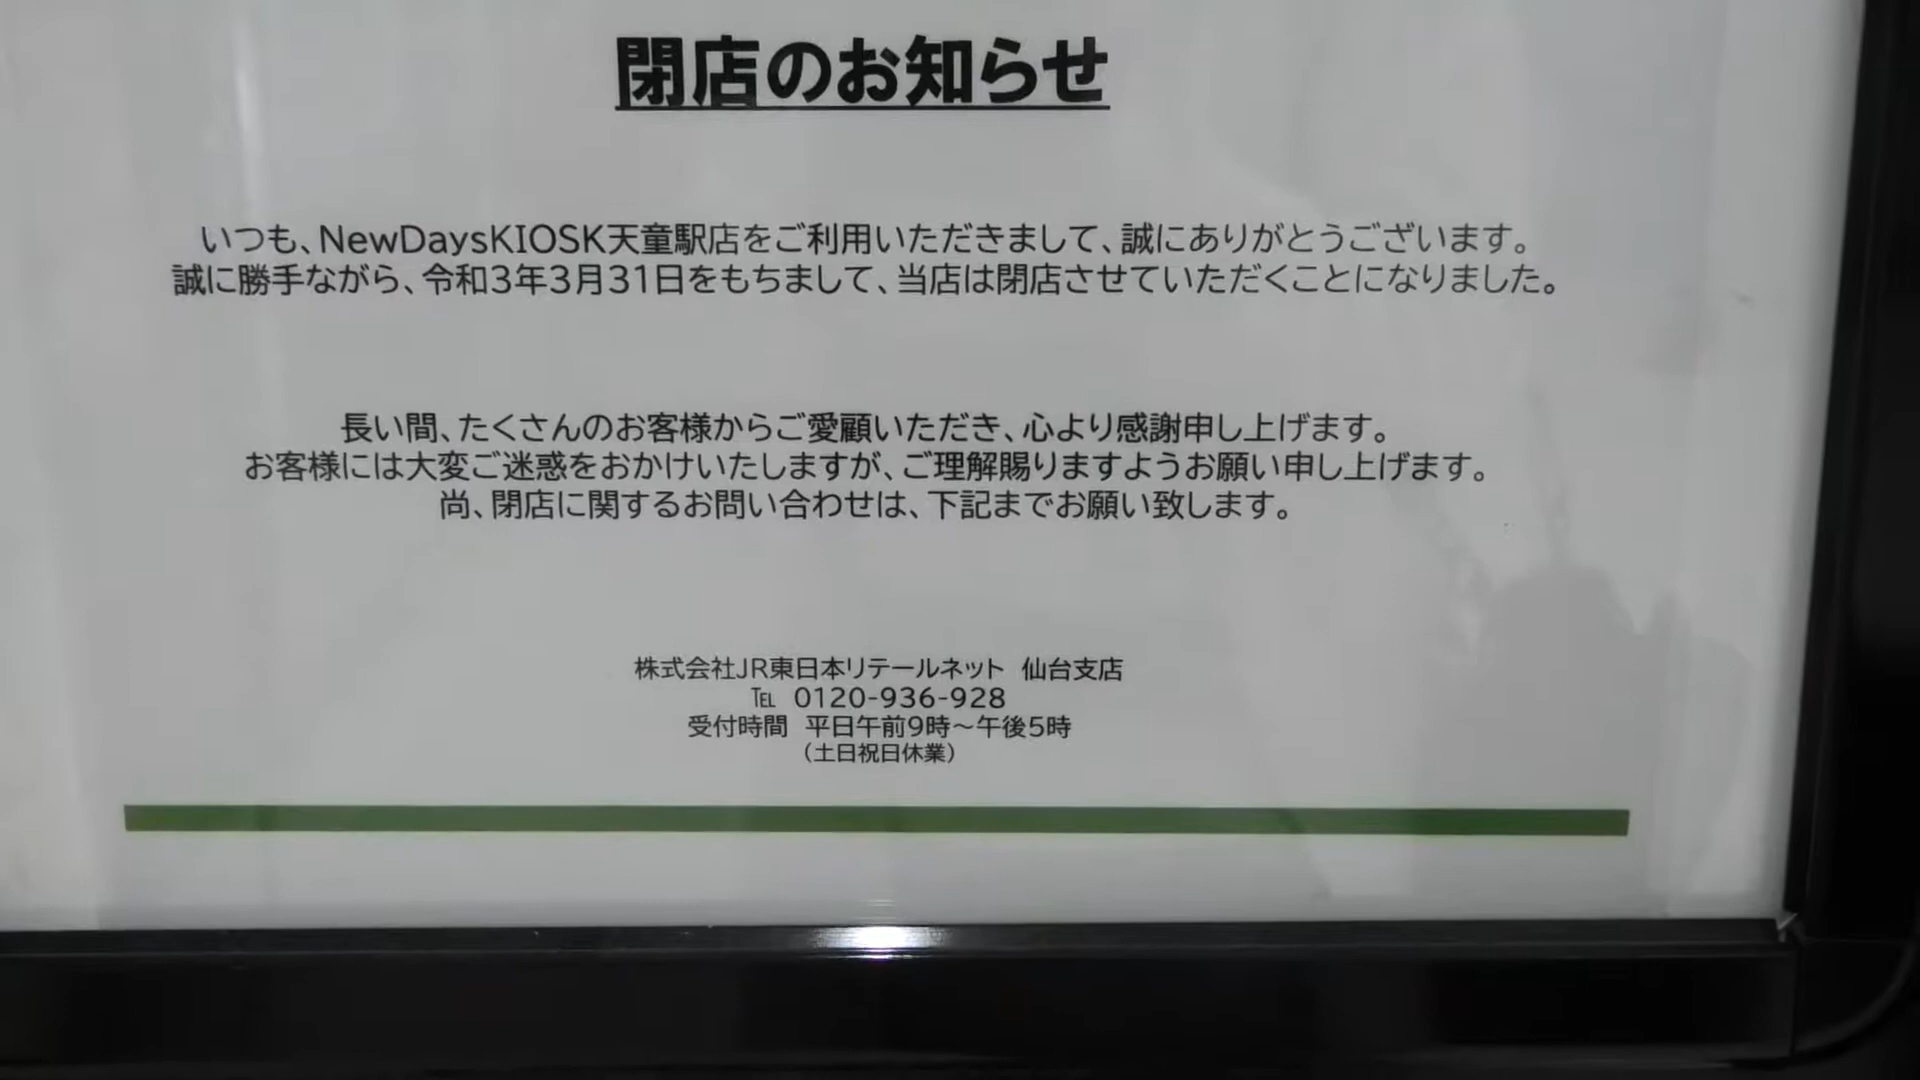 閉店のお知らせ
いつも、NewDaysKIOSK天童駅店をご利用いただきまして、誠にありがとうございます。
誠に勝手ながら、令和3年3月31日をもちまして、当店は閉店させていただくことになりました。
長い間、たくさんのお客様からご愛顧いただき、心より感謝申し上げます。
お客様には大変ご迷惑をおかけいたしますが、ご理解賜りますようお願い申し上げます。
尚、閉店に関するお問い合わせは、下記までお願い致します。
株式会社JR東日本リテールネット　仙台支店
℡　0120-936-928
受付時間　平日午前9時～午後5時
（土日祝日休業）